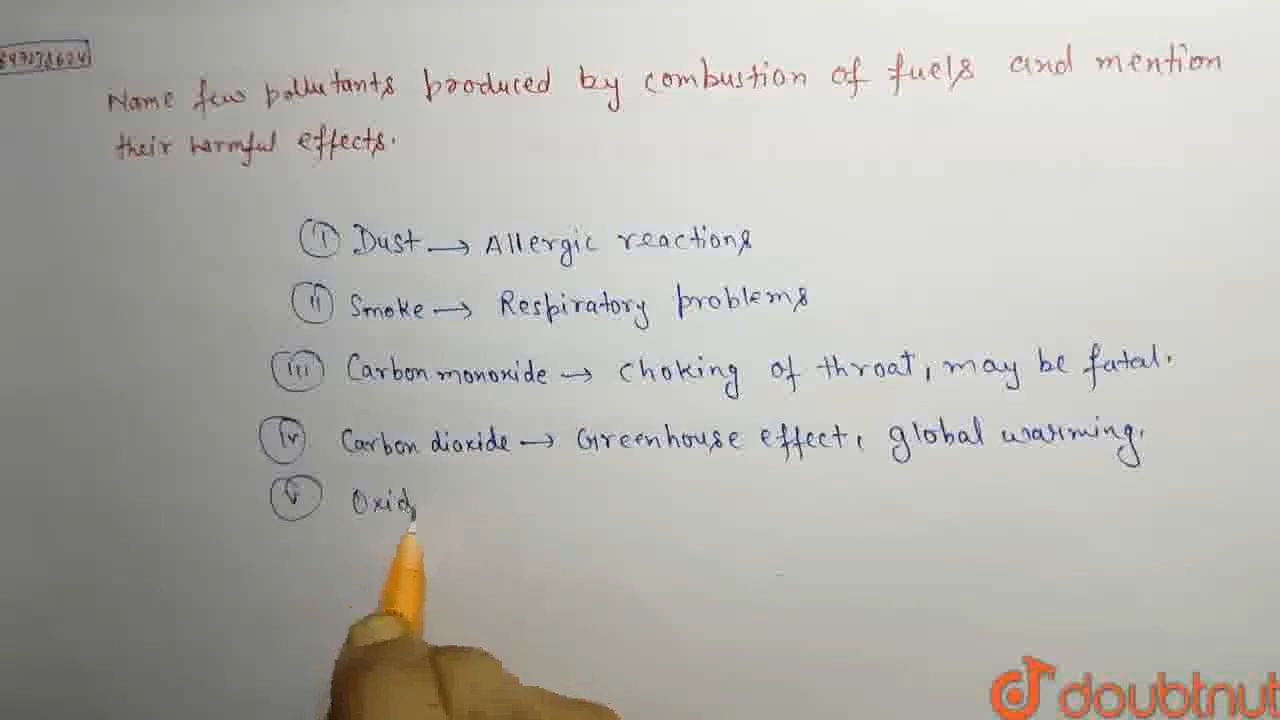 Name few pollutants produced by combustion of fuels and mention
their harmful effects.
(i) Dust → Allergic reactions
(ii) Smoke → Respiratory problems
(iii) Carbon monoxide → choking of throat, may be fatal.
(iv) Carbon dioxide → Greenhouse effect, global warming.
(v) Oxid
doubtnut